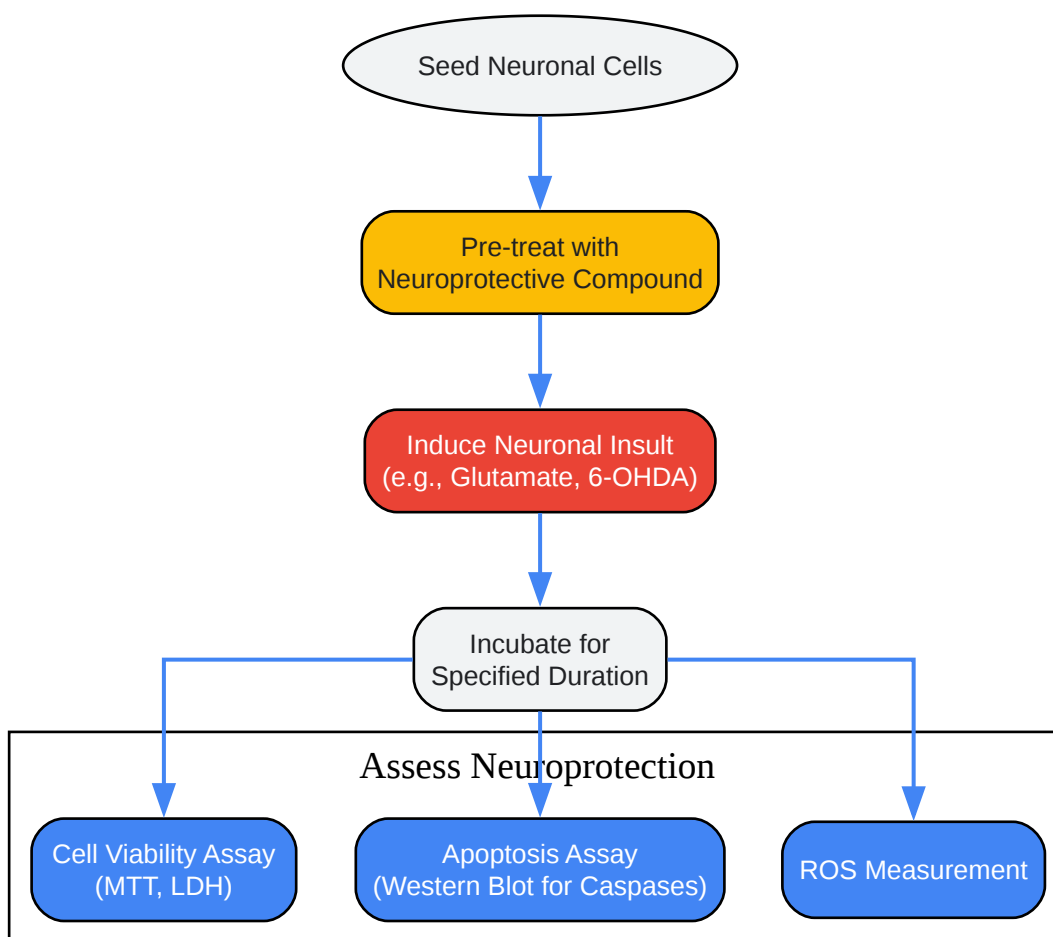 Seed Neuronal Cells
Pre-treat with
Neuroprotective Compound
Induce Neuronal Insult
(e.g., Glutamate, 6-OHDA)
Incubate for
Specified Duration
Assess Neuroprotection
Cell Viability Assay
(MTT, LDH)
Apoptosis Assay
(Western Blot for Caspases)
ROS Measurement